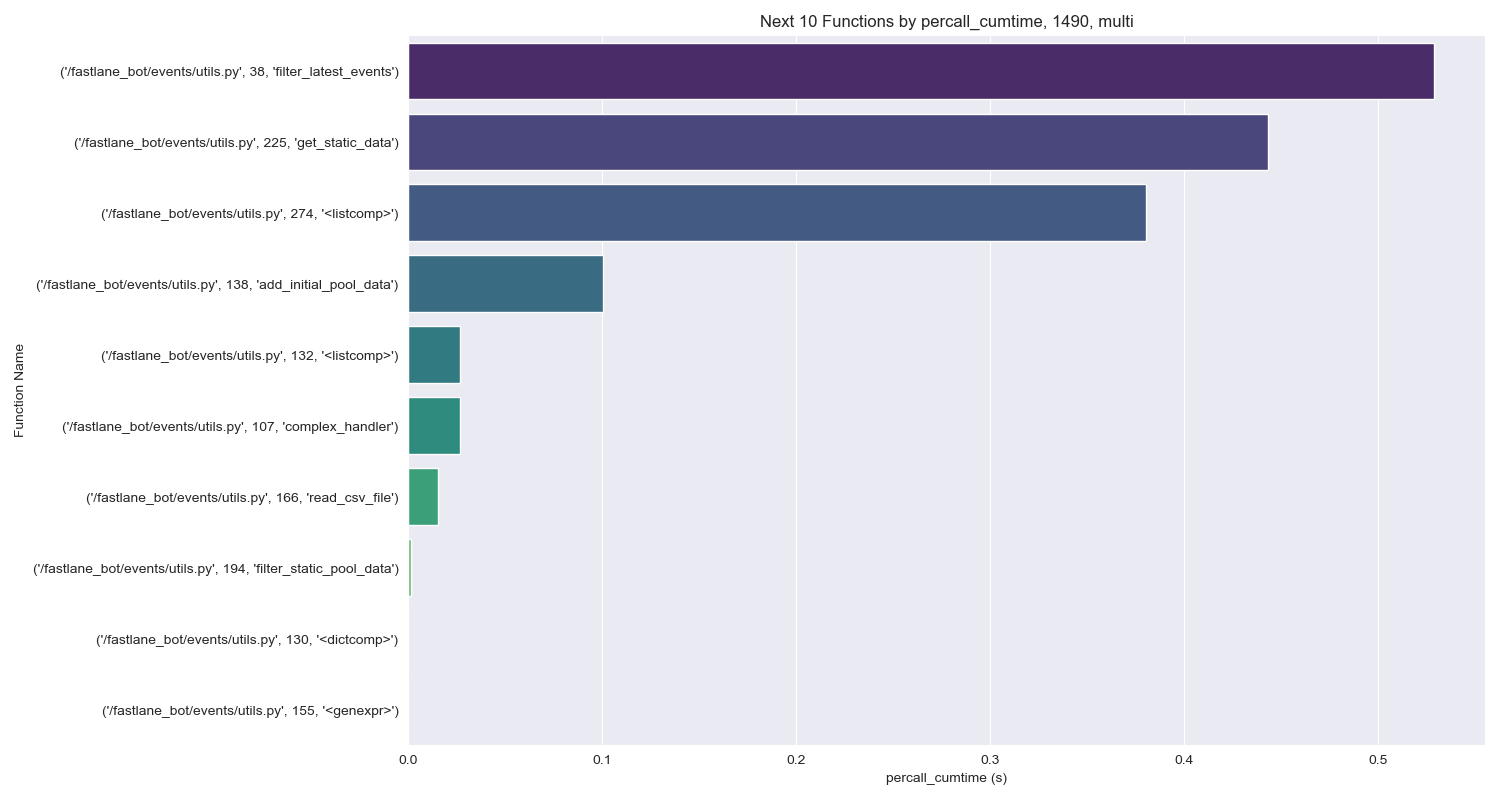 Next 10 Functions by percall_cumtime, 1490, multi
('/fastlane_bot/events/utils.py', 38, 'filter_latest_events')
('/fastlane_bot/events/utils.py', 225, 'get_static_data')
('/fastlane_bot/events/utils.py', 274, '<listcomp>')
('/fastlane_bot/events/utils.py', 138, 'add_initial_pool_data')
('/fastlane_bot/events/utils.py', 132, '<listcomp>')
('/fastlane_bot/events/utils.py', 107, 'complex_handler')
('/fastlane_bot/events/utils.py', 166, 'read_csv_file')
('/fastlane_bot/events/utils.py', 194, 'filter_static_pool_data')
('/fastlane_bot/events/utils.py', 130, '<dictcomp>')
('/fastlane_bot/events/utils.py', 155, '<genexpr>')
Function Name
0.0 0.1 0.2 0.3 0.4 0.5
percall_cumtime (s)